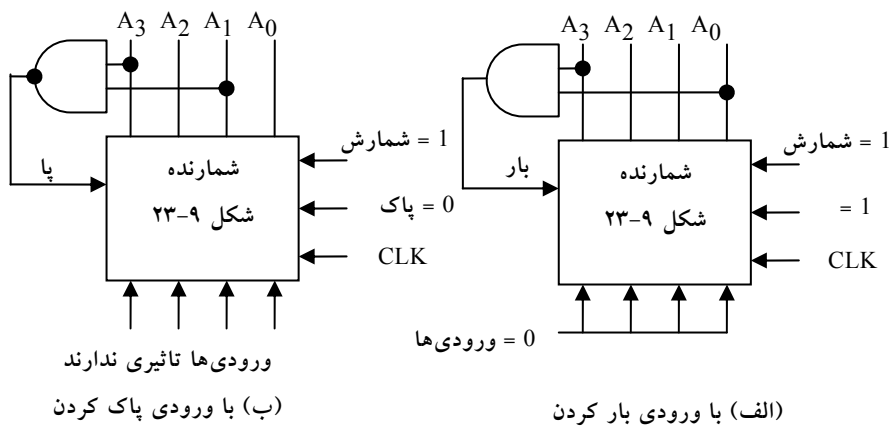 A3 A2 A1 A0
شمارنده
شکل ۹-۲۳
بار
شمارش = 1
= 1
CLK
ورودی‌ها = 0
(الف) با ورودی بار کردن
A3 A2 A1 A0
شمارنده
شکل ۹-۲۳
پا
شمارش = 1
پاک = 0
CLK
ورودی‌ها تاثیری ندارند
(ب) با ورودی پاک کردن